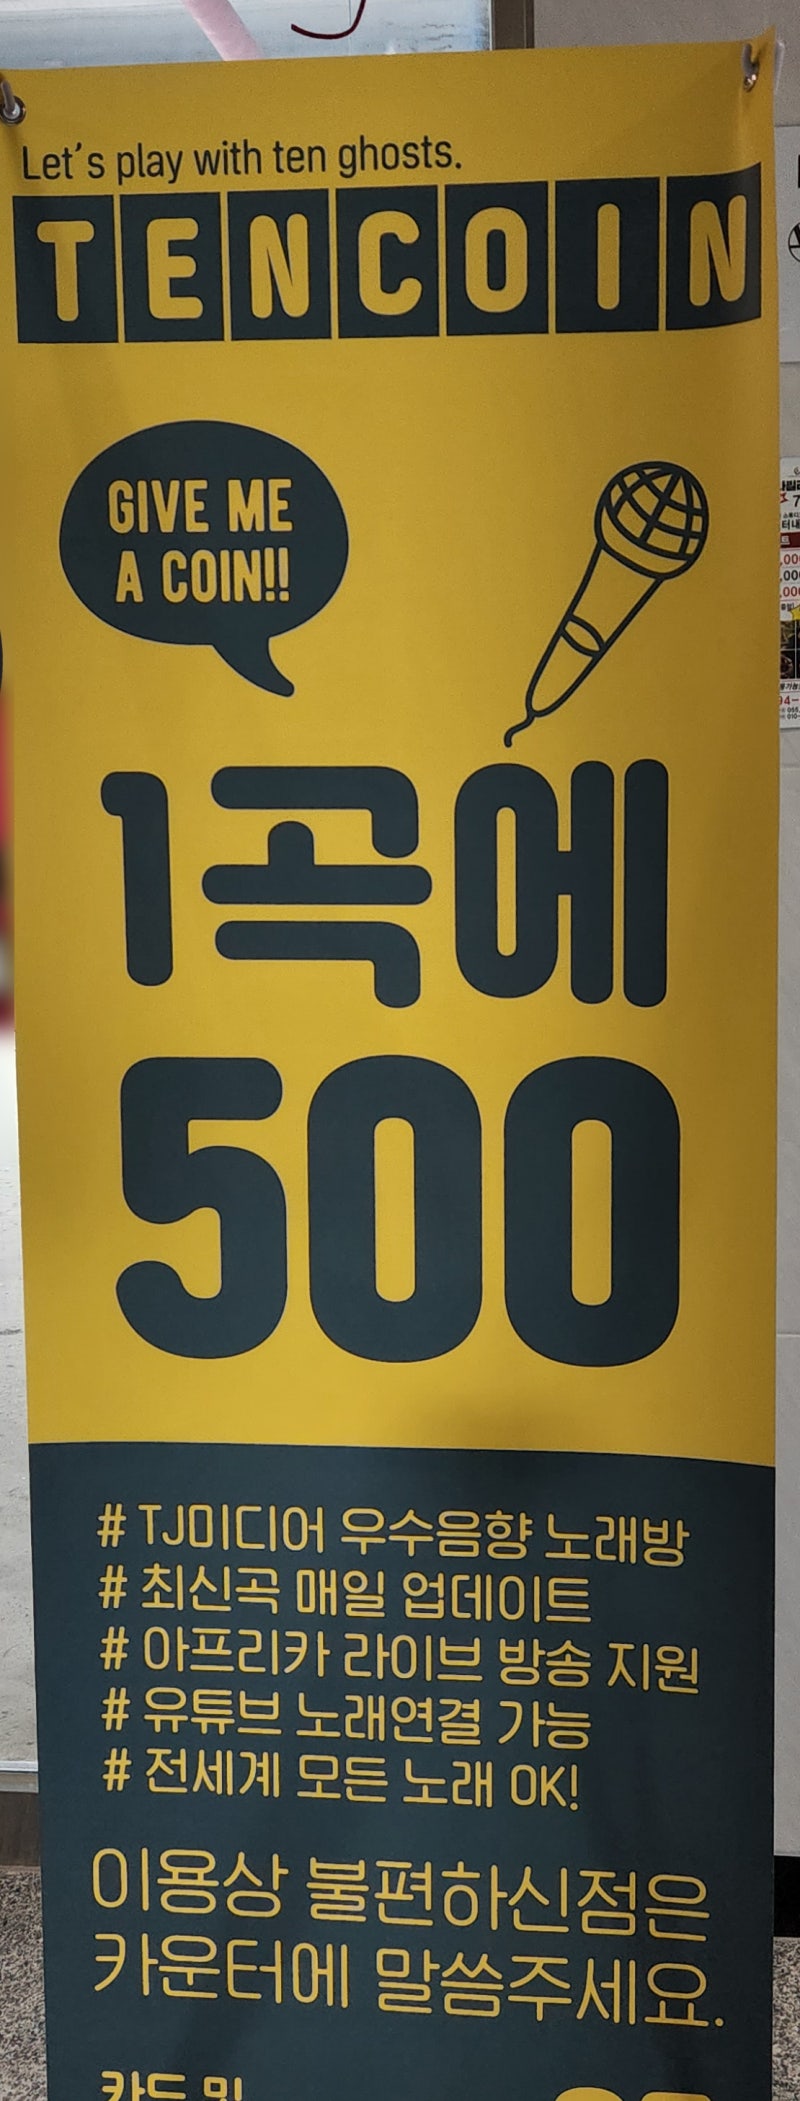 Let's play with ten ghosts.
TENCOIN
GIVE ME
A COIN!!
1곡에
500
# TJ미디어 우수음향 노래방
# 최신곡 매일 업데이트
# 아프리카 라이브 방송 지원
# 유튜브 노래연결 가능
# 전세계 모든 노래 OK!
이용상 불편하신점은
카운터에 말씀주세요.
카드 및